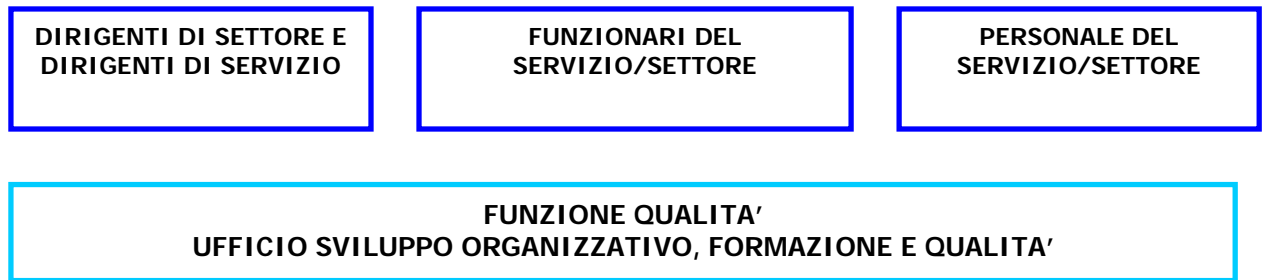 DIRIGENTI DI SETTORE E
DIRIGENTI DI SERVIZIO
FUNZIONARI DEL
SERVIZIO/SETTORE
PERSONALE DEL
SERVIZIO/SETTORE
FUNZIONE QUALITA’
UFFICIO SVILUPPO ORGANIZZATIVO, FORMAZIONE E QUALITA’